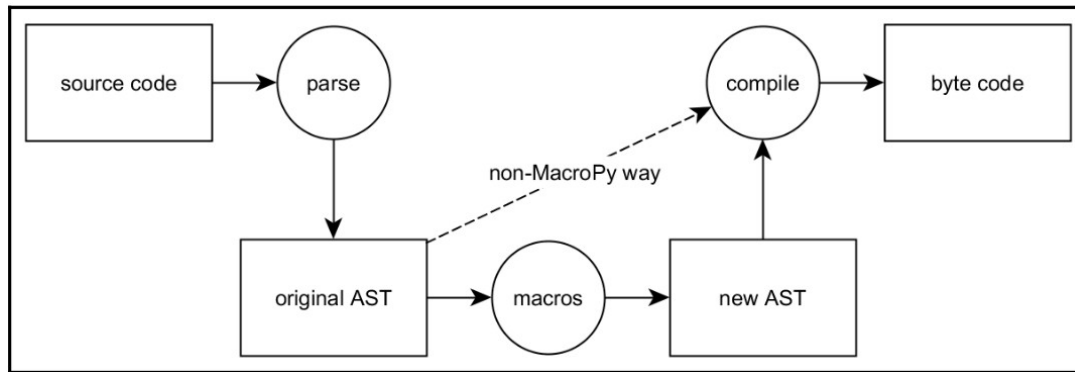 source code
parse
compile
byte code
non-MacroPy way
original AST
macros
new AST